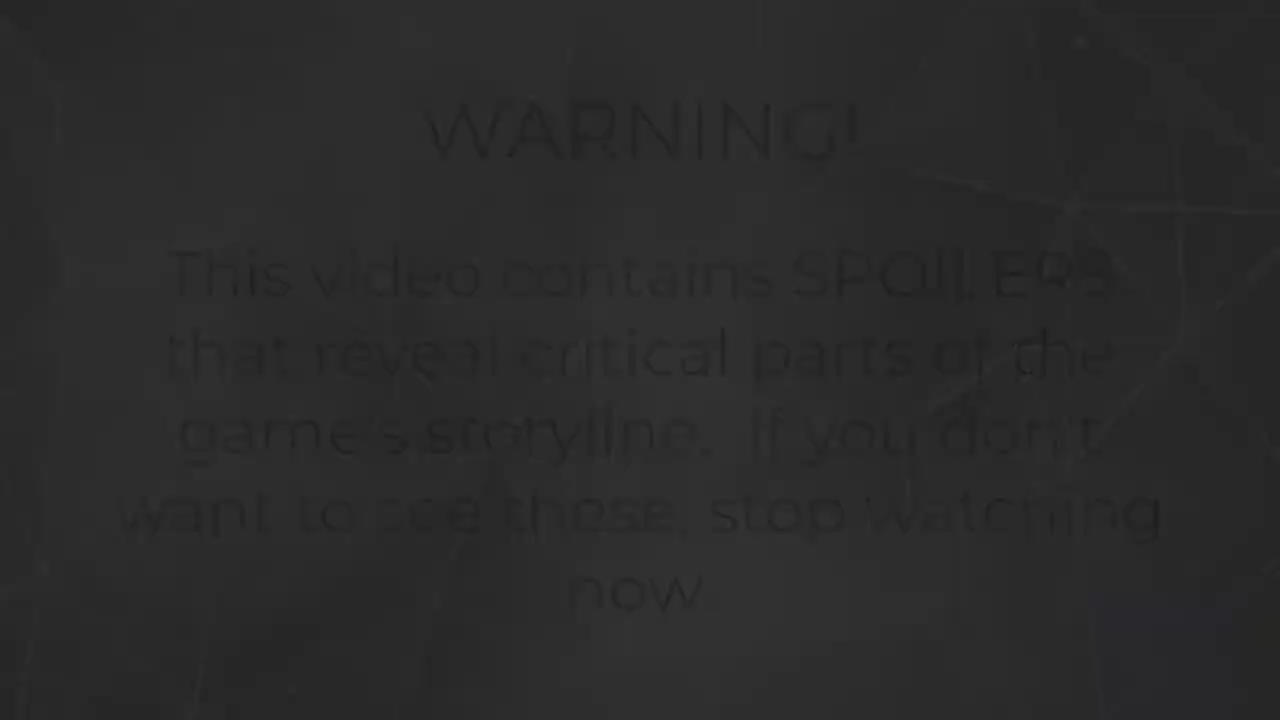 WARNING!
This video contains SPOILERS
that reveal critical parts of the
game's storyline. If you don't
want to see these, stop watching
now